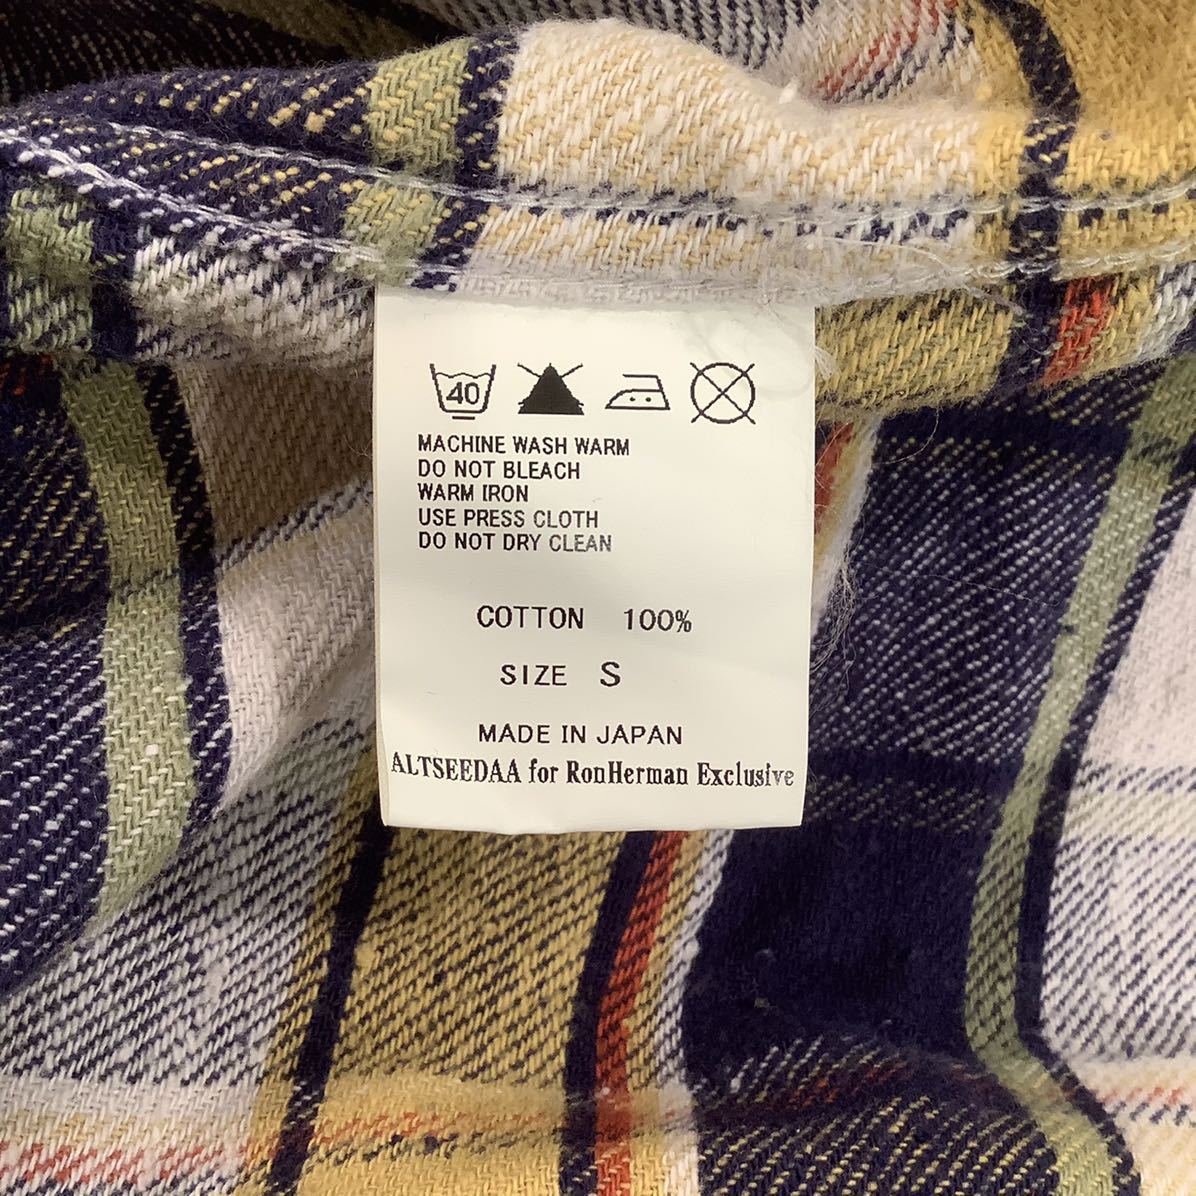 40
MACHINE WASH WARM
DO NOT BLEACH
WARM IRON
USE PRESS CLOTH
DO NOT DRY CLEAN
COTTON 100%
SIZE S
MADE IN JAPAN
ALTSEEDAA for RonHerman Exclusive